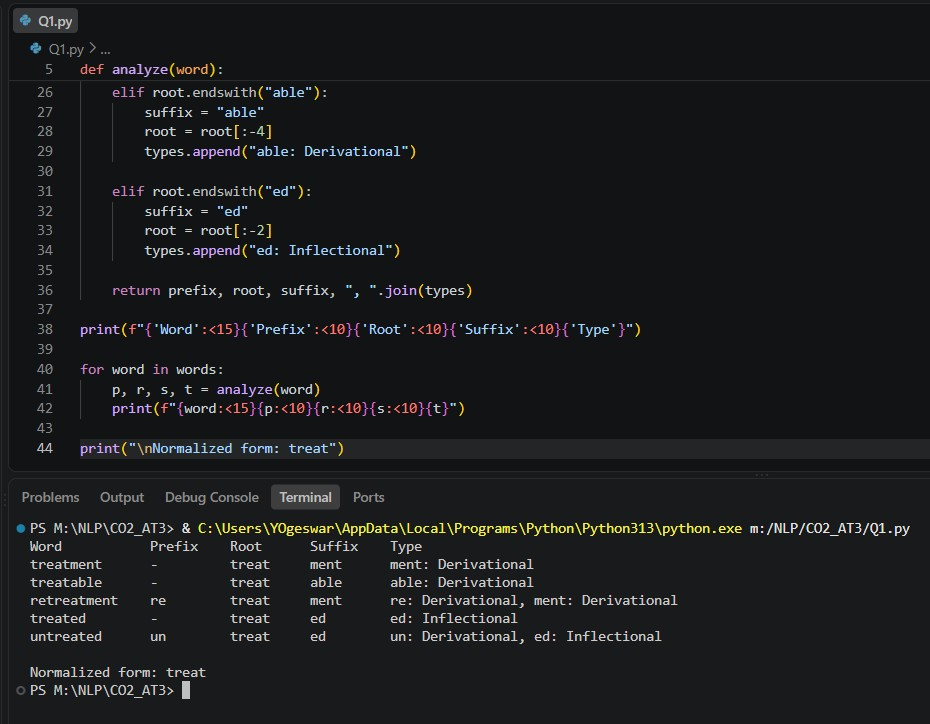 Q1.py
Q1.py > ...
5 def analyze(word):
26     elif root.endswith("able"):
27         suffix = "able"
28         root = root[:-4]
29         types.append("able: Derivational")
30
31     elif root.endswith("ed"):
32         suffix = "ed"
33         root = root[:-2]
34         types.append("ed: Inflectional")
35
36     return prefix, root, suffix, ", ".join(types)
37
38 print(f"{'Word':<15}{'Prefix':<10}{'Root':<10}{'Suffix':<10}{'Type'}")
39
40 for word in words:
41     p, r, s, t = analyze(word)
42     print(f"{word:<15}{p:<10}{r:<10}{s:<10}{t}")
43
44 print("\nNormalized form: treat")
Problems Output Debug Console Terminal Ports
PS M:\NLP\CO2_AT3> & C:\Users\YOgeswar\AppData\Local\Programs\Python\Python313\python.exe m:/NLP/CO2_AT3/Q1.py
Word           Prefix    Root      Suffix    Type
treatment      -         treat     ment      ment: Derivational
treatable      -         treat     able      able: Derivational
retreatment    re        treat     ment      re: Derivational, ment: Derivational
treated        -         treat     ed        ed: Inflectional
untreated      un        treat     ed        un: Derivational, ed: Inflectional

Normalized form: treat
PS M:\NLP\CO2_AT3>